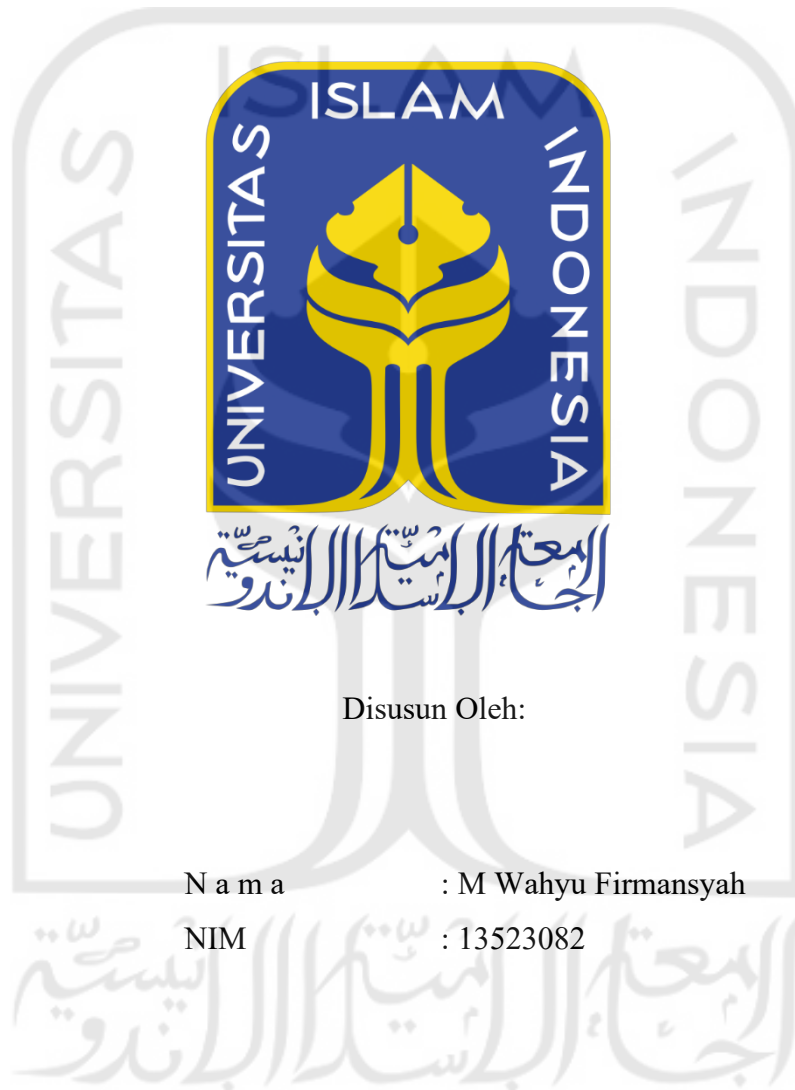 ISLAM
UNIVERSITAS
INDONESIA
الجامعة الإسلامية الإندونيسية
Disusun Oleh:
N a m a : M Wahyu Firmansyah
NIM : 13523082